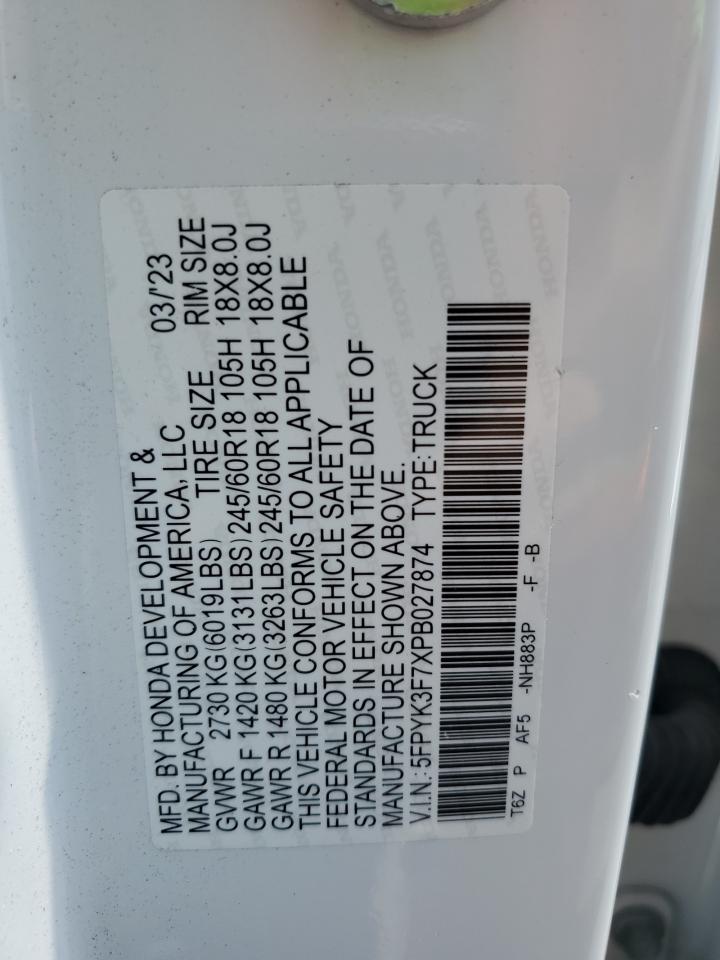 MFD. BY HONDA DEVELOPMENT & 03/'23
MANUFACTURING OF AMERICA, LLC
GVWR 2730 KG(6019LBS) TIRE SIZE RIM SIZE
GAWR F 1420 KG(3131LBS)245/60R18 105H 18X8.0J
GAWR R 1480 KG(3263LBS)245/60R18 105H 18X8.0J
THIS VEHICLE CONFORMS TO ALL APPLICABLE
FEDERAL MOTOR VEHICLE SAFETY
STANDARDS IN EFFECT ON THE DATE OF
MANUFACTURE SHOWN ABOVE.
V.I.N.:5FPYK3F7XPB027874 TYPE:TRUCK
T6Z P AF5 -NH883P -F -B
HONDA HONDA HONDA